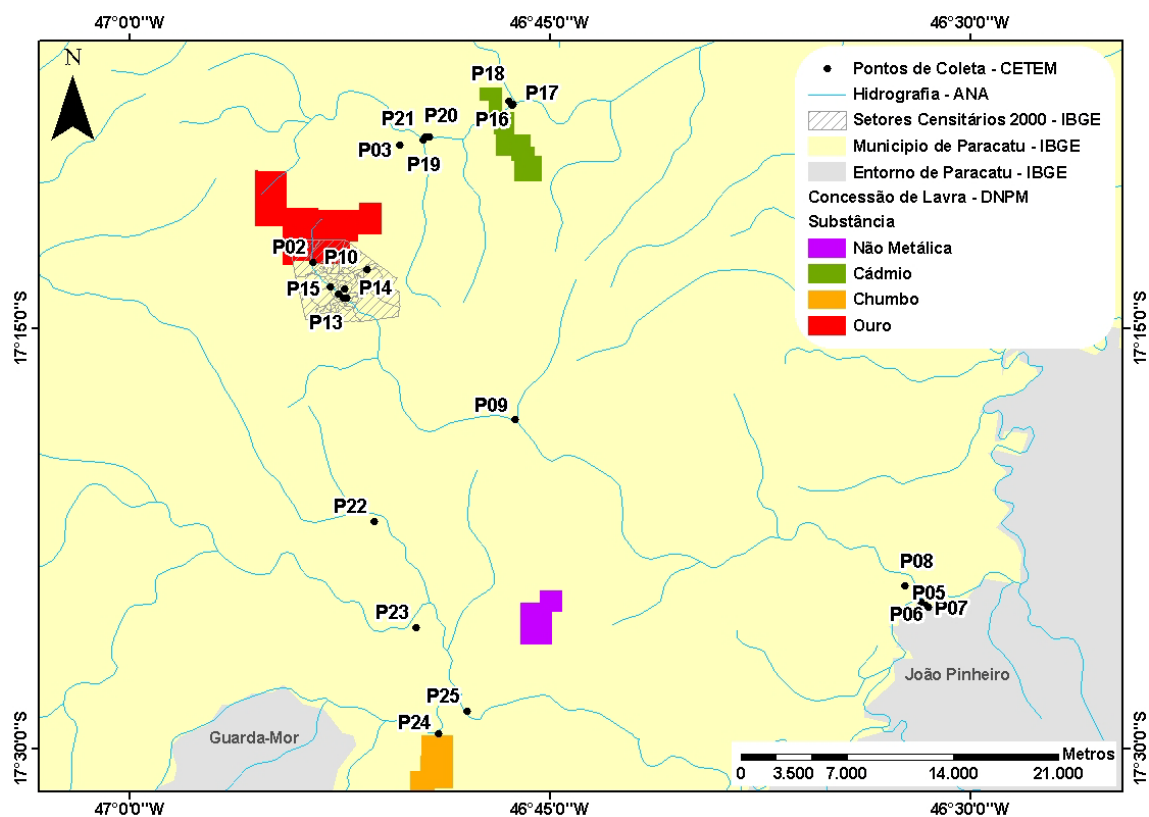 47°0'0"W
46°45'0"W
46°30'0"W
N
P18
P17
P16
P21
P20
P03
P19
P02
P10
P15
P14
P13
17°15'0"S
17°15'0"S
P09
P22
P08
P05
P06
P07
P23
João Pinheiro
P25
P24
Guarda-Mor
17°30'0"S
17°30'0"S
Pontos de Coleta - CETEM
Hidrografia - ANA
Setores Censitários 2000 - IBGE
Municipio de Paracatu - IBGE
Entorno de Paracatu - IBGE
Concessão de Lavra - DNPM
Substância
Não Metálica
Cádmio
Chumbo
Ouro
Metros
0 3.500 7.000 14.000 21.000
47°0'0"W
46°45'0"W
46°30'0"W